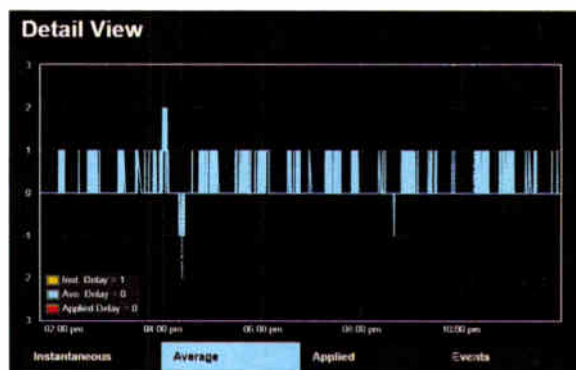 Detail View
3
2
1
0
-1
-2
-3
Inst. Delay = 1
Ave. Delay = 0
Applied Delay = 0
02:00 pm 04:00 pm 06:00 pm 08:00 pm 10:00 pm
Instantaneous Average Applied Events